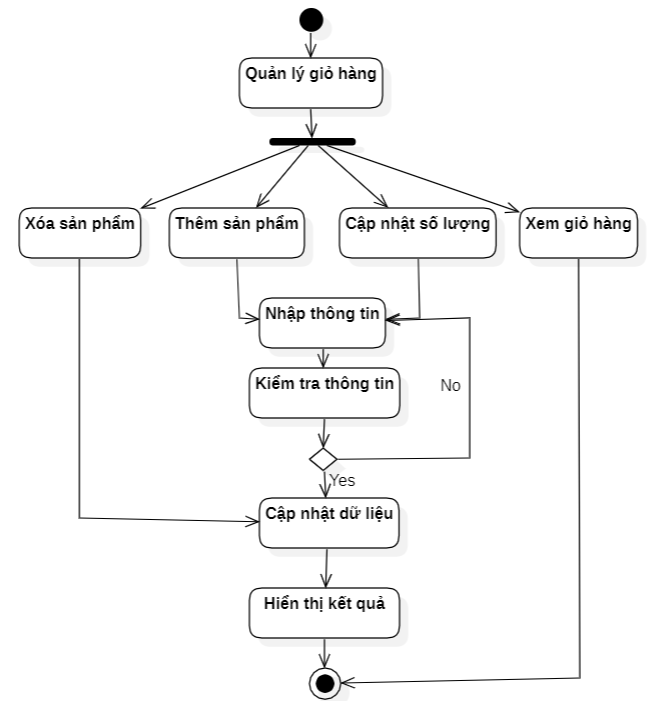 Quản lý giỏ hàng
Xóa sản phẩm
Thêm sản phẩm
Cập nhật số lượng
Xem giỏ hàng
Nhập thông tin
Kiểm tra thông tin
No
Yes
Cập nhật dữ liệu
Hiển thị kết quả